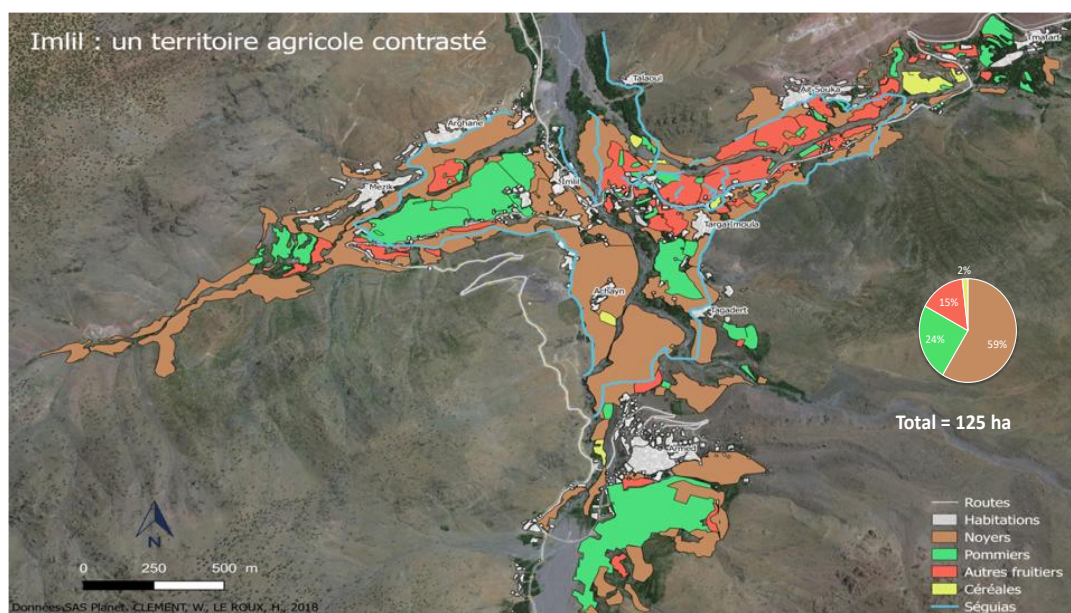 Imlil : un territoire agricole contrasté
Tmatart
Talaoul
Ait Souka
Arghane
Mezik
Imlil
Targa Imoula
Achayn
Tagadert
2%
15%
24%
59%
Total = 125 ha
Armed
N
0 250 500 m
Routes
Habitations
Noyers
Pommiers
Autres fruitiers
Céréales
Séguias
Données SAS Planet. CLEMENT, W., LE ROUX, H., 2018